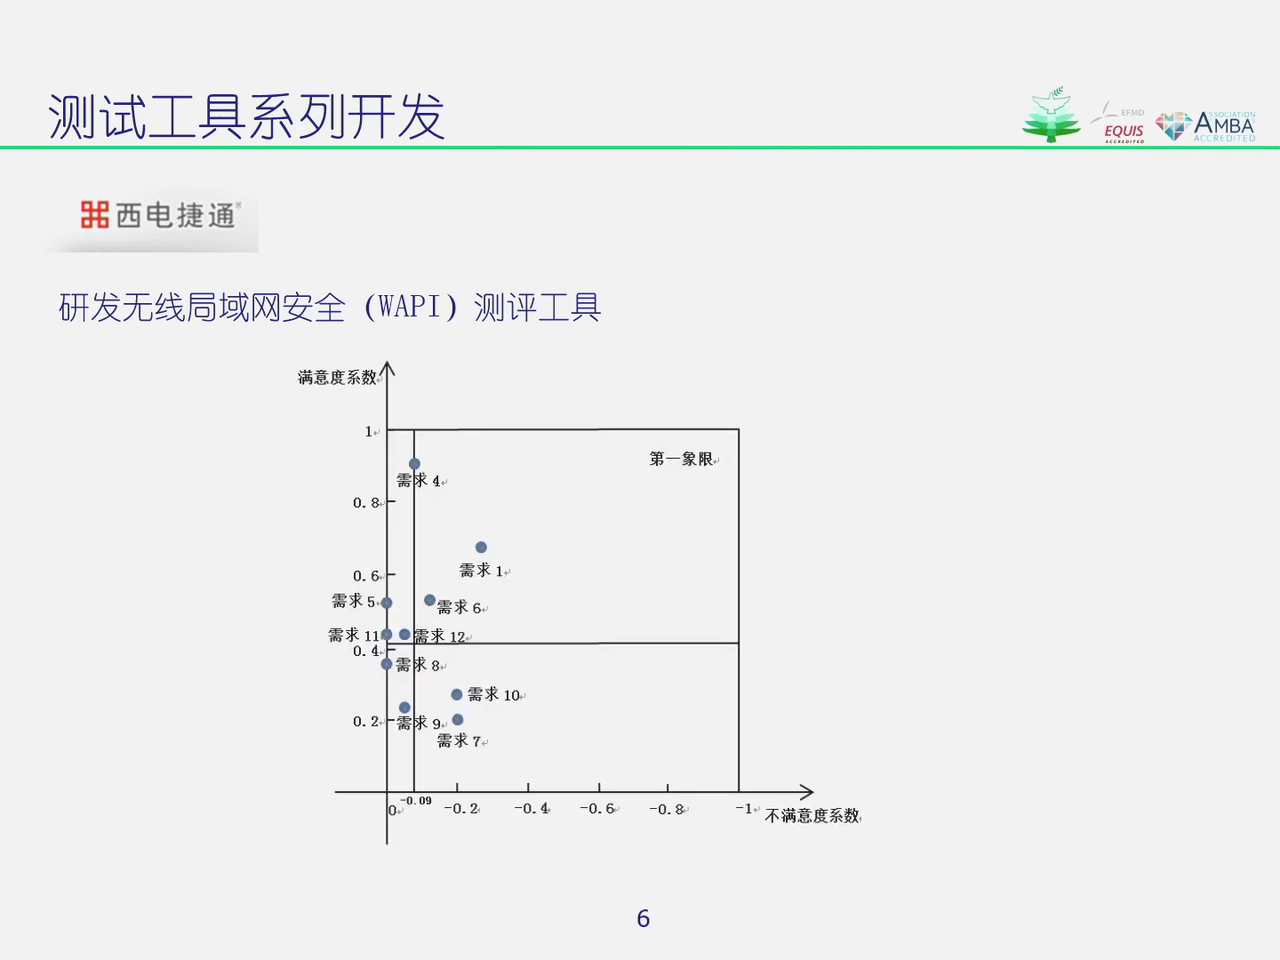 测试工具系列开发
EFMD
EQUIS
ACCREDITED
ASSOCIATION
AMBA
ACCREDITED
西电捷通®
研发无线局域网安全（WAPI）测评工具
满意度系数
1
第一象限
需求 4
0.8
需求 1
0.6
需求 5
需求 6
需求 11
需求 12
0.4
需求 8
需求 10
0.2
需求 9
需求 7
0
-0.09
-0.2
-0.4
-0.6
-0.8
-1
不满意度系数
6